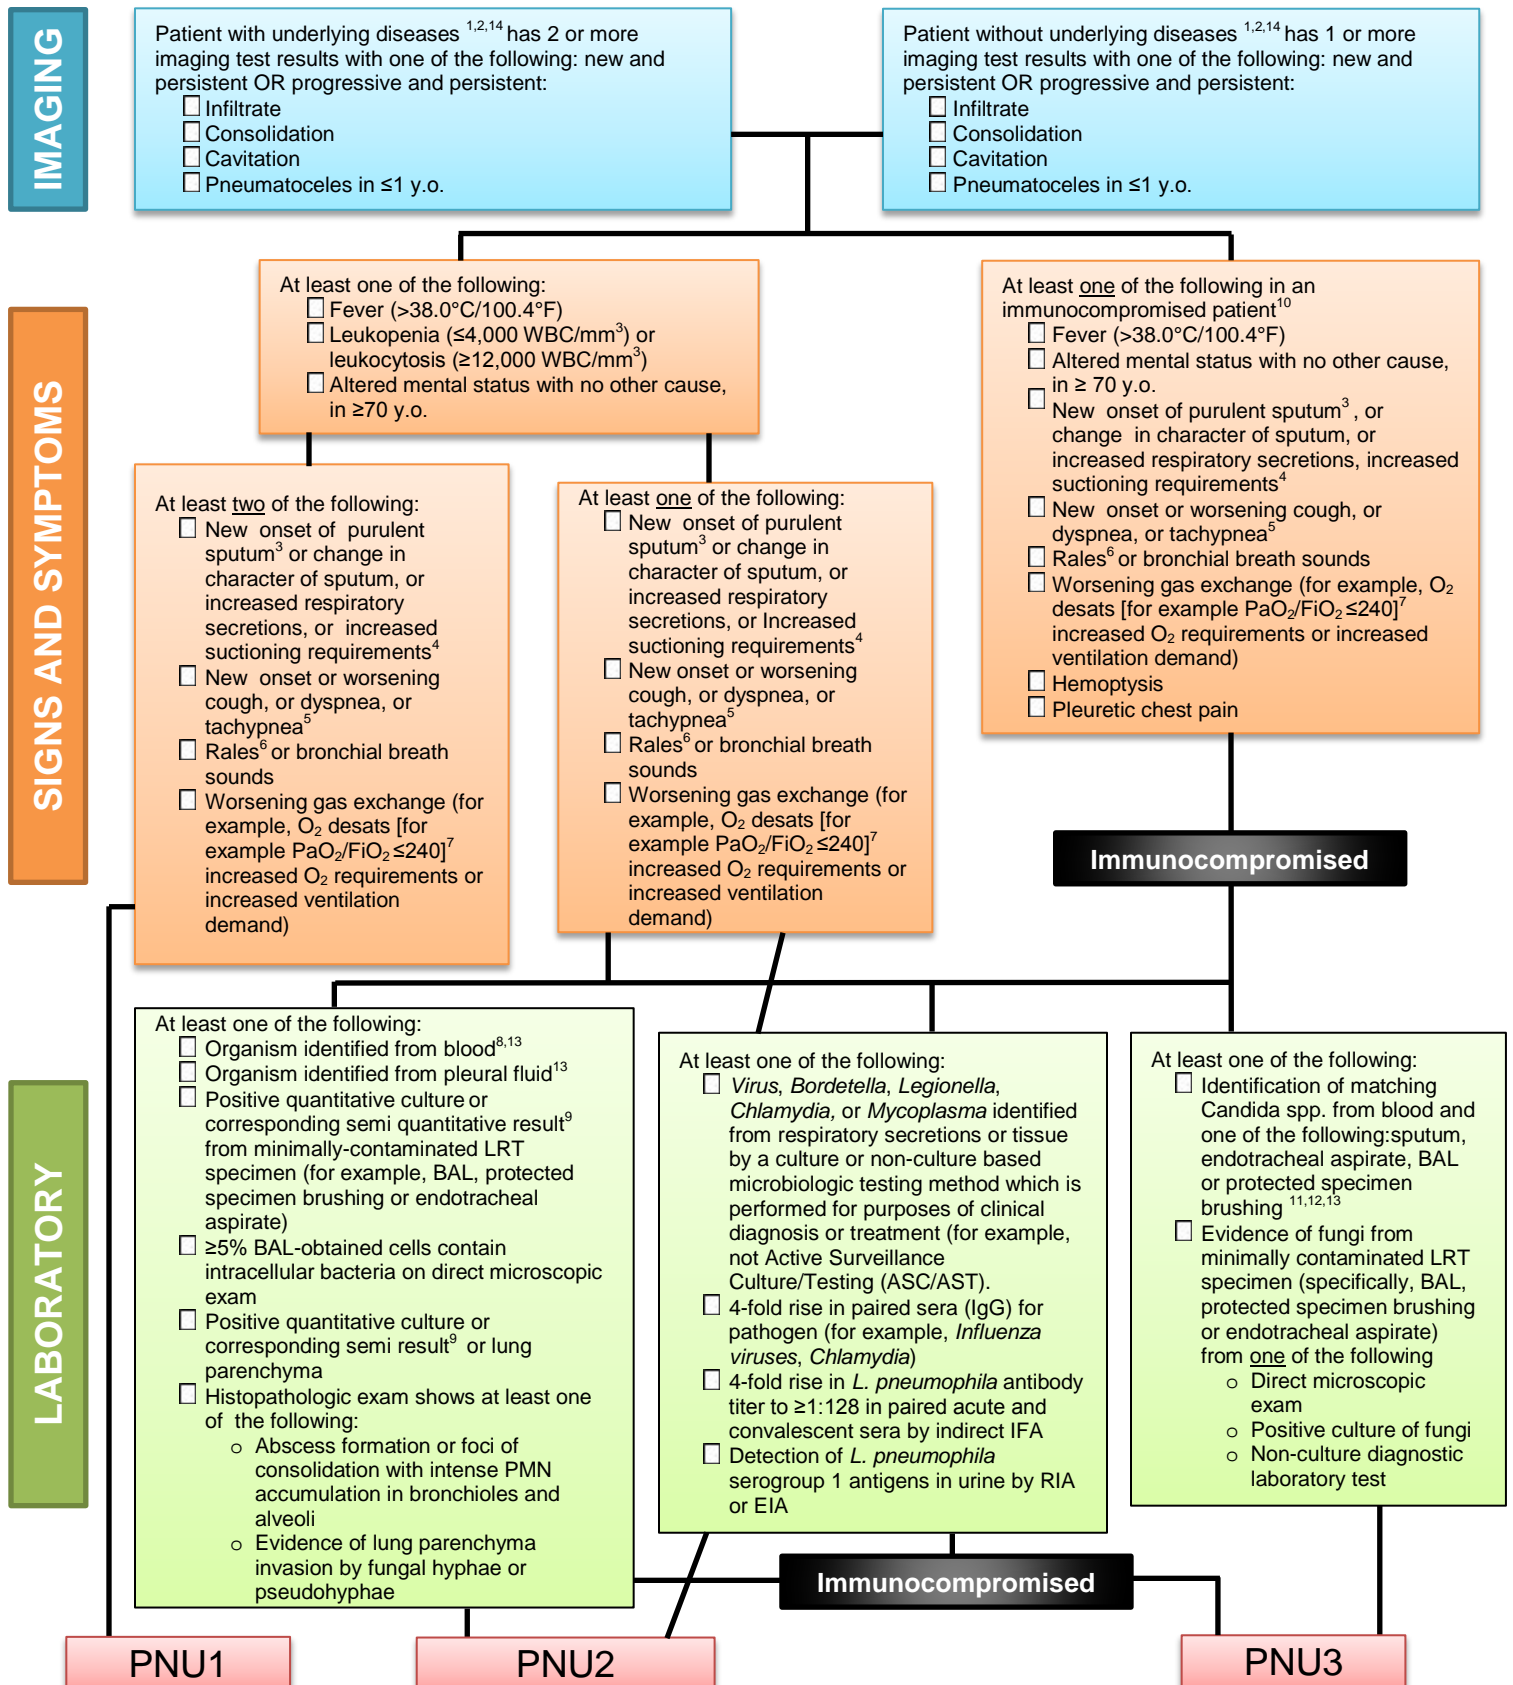 IMAGING
Patient with underlying diseases 1,2,14 has 2 or more
imaging test results with one of the following: new and
persistent OR progressive and persistent:
Infiltrate
Consolidation
Cavitation
Pneumatoceles in ≤1 y.o.
Patient without underlying diseases 1,2,14 has 1 or more
imaging test results with one of the following: new and
persistent OR progressive and persistent:
Infiltrate
Consolidation
Cavitation
Pneumatoceles in ≤1 y.o.
SIGNS AND SYMPTOMS
At least one of the following:
Fever (>38.0°C/100.4°F)
Leukopenia (≤4,000 WBC/mm3) or
leukocytosis (≥12,000 WBC/mm3)
Altered mental status with no other cause,
in ≥70 y.o.
At least two of the following:
New onset of purulent
sputum3 or change in
character of sputum, or
increased respiratory
secretions, or increased
suctioning requirements4
New onset or worsening
cough, or dyspnea, or
tachypnea5
Rales6 or bronchial breath
sounds
Worsening gas exchange (for
example, O2 desats [for
example PaO2/FiO2 ≤240]7
increased O2 requirements or
increased ventilation
demand)
At least one of the following:
New onset of purulent
sputum3 or change in
character of sputum, or
increased respiratory
secretions, or Increased
suctioning requirements4
New onset or worsening
cough, or dyspnea, or
tachypnea5
Rales6 or bronchial breath
sounds
Worsening gas exchange (for
example, O2 desats [for
example PaO2/FiO2 ≤240]7
increased O2 requirements or
increased ventilation
demand)
At least one of the following in an
immunocompromised patient10
Fever (>38.0°C/100.4°F)
Altered mental status with no other cause,
in ≥ 70 y.o.
New onset of purulent sputum3 , or
change in character of sputum, or
increased respiratory secretions, increased
suctioning requirements4
New onset or worsening cough, or
dyspnea, or tachypnea5
Rales6 or bronchial breath sounds
Worsening gas exchange (for example, O2
desats [for example PaO2/FiO2 ≤240]7
increased O2 requirements or increased
ventilation demand)
Hemoptysis
Pleuretic chest pain
Immunocompromised
LABORATORY
At least one of the following:
Organism identified from blood8,13
Organism identified from pleural fluid13
Positive quantitative culture or
corresponding semi quantitative result9
from minimally-contaminated LRT
specimen (for example, BAL, protected
specimen brushing or endotracheal
aspirate)
≥5% BAL-obtained cells contain
intracellular bacteria on direct microscopic
exam
Positive quantitative culture or
corresponding semi result9 or lung
parenchyma
Histopathologic exam shows at least one
of the following:
o Abscess formation or foci of
consolidation with intense PMN
accumulation in bronchioles and
alveoli
o Evidence of lung parenchyma
invasion by fungal hyphae or
pseudohyphae
At least one of the following:
Virus, Bordetella, Legionella,
Chlamydia, or Mycoplasma identified
from respiratory secretions or tissue
by a culture or non-culture based
microbiologic testing method which is
performed for purposes of clinical
diagnosis or treatment (for example,
not Active Surveillance
Culture/Testing (ASC/AST).
4-fold rise in paired sera (IgG) for
pathogen (for example, Influenza
viruses, Chlamydia)
4-fold rise in L. pneumophila antibody
titer to ≥1:128 in paired acute and
convalescent sera by indirect IFA
Detection of L. pneumophila
serogroup 1 antigens in urine by RIA
or EIA
At least one of the following:
Identification of matching
Candida spp. from blood and
one of the following:sputum,
endotracheal aspirate, BAL
or protected specimen
brushing 11,12,13
Evidence of fungi from
minimally contaminated LRT
specimen (specifically, BAL,
protected specimen brushing
or endotracheal aspirate)
from one of the following
o Direct microscopic
exam
o Positive culture of fungi
o Non-culture diagnostic
laboratory test
Immunocompromised
PNU1
PNU2
PNU3